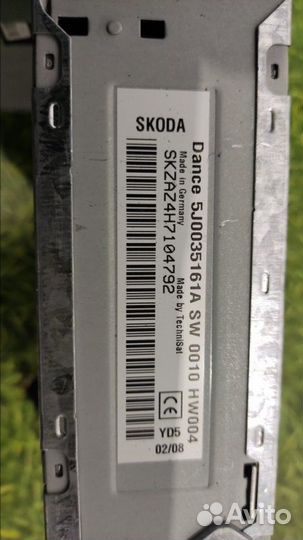 SKODA
Dance 5J0035161A SW 0010 HW004
Made in Germany
Made by TechniSat
SKZAZ4H7104792
CE
YD5
02/08
Avito